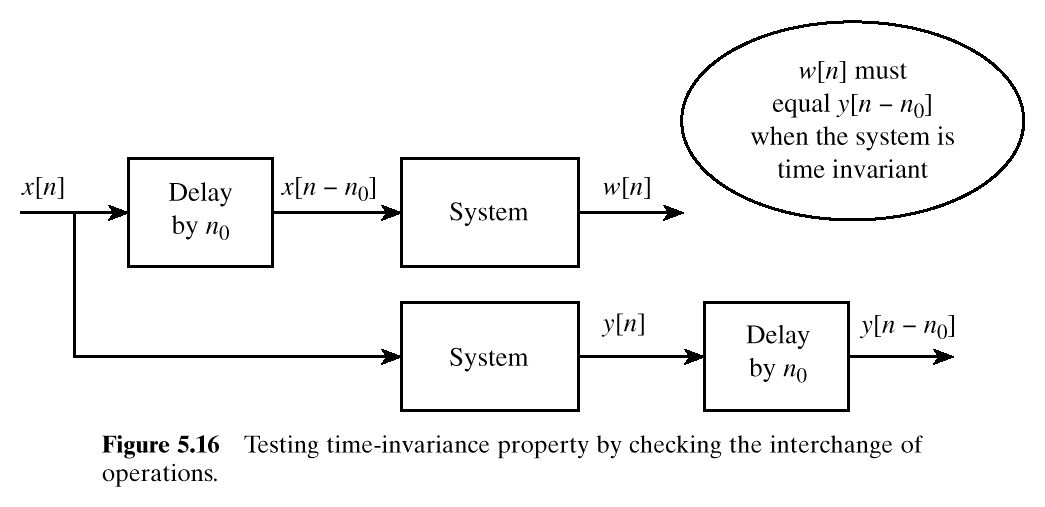 w[n] must
equal y[n − n₀]
when the system is
time invariant
x[n]
Delay
by n₀
x[n − n₀]
System
w[n]
System
y[n]
Delay
by n₀
y[n − n₀]
Figure 5.16 Testing time-invariance property by checking the interchange of
operations.